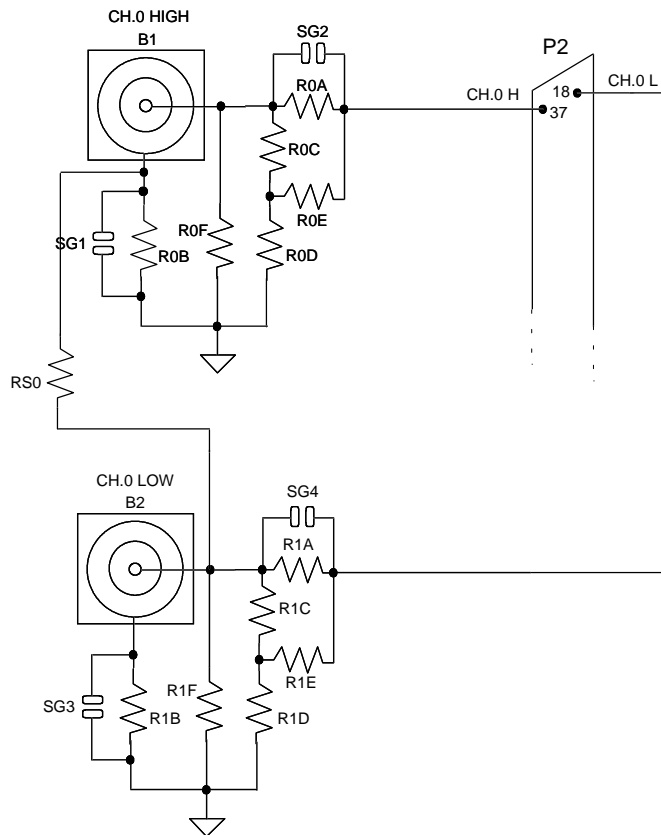 CH.0 HIGH
B1
SG2
P2
R0A
CH.0 H
18
CH.0 L
37
R0C
R0E
SG1
R0B
R0F
R0D
RS0
CH.0 LOW
B2
SG4
R1A
R1C
R1E
SG3
R1B
R1F
R1D